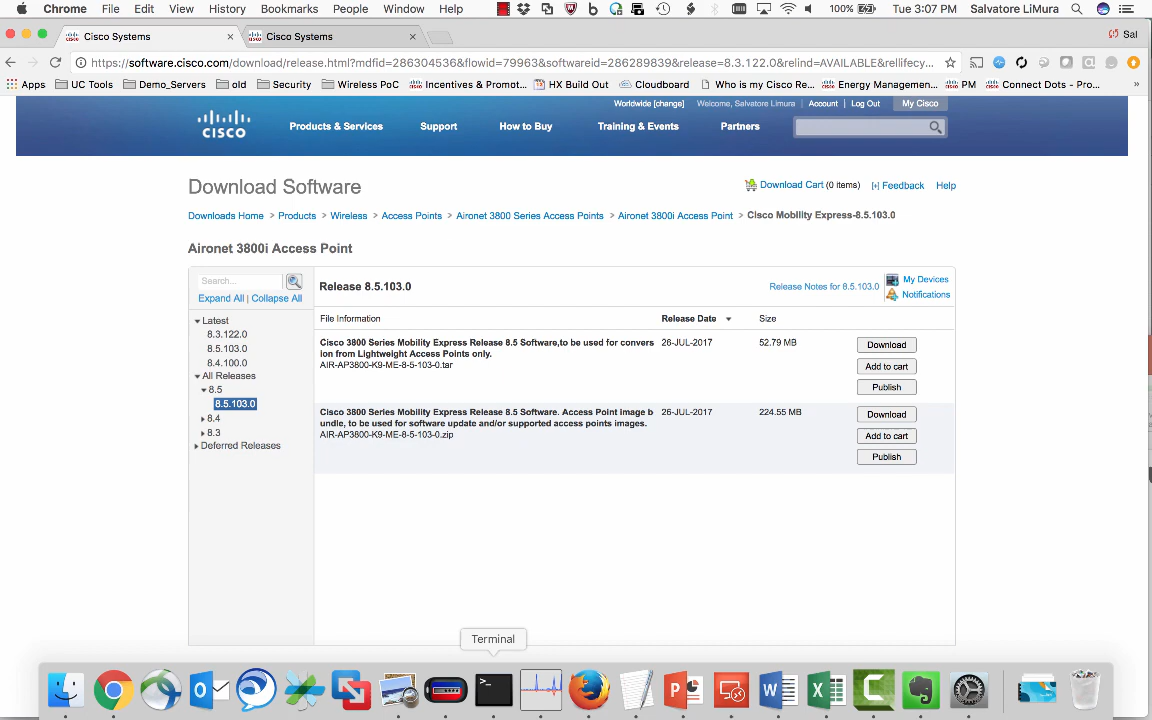 Chrome File Edit View History Bookmarks People Window Help 100% Tue 3:07 PM Salvatore LiMura
Cisco Systems × Cisco Systems × Sal
https://software.cisco.com/download/release.html?mdfid=286304536&flowid=79963&softwareid=286289839&release=8.3.122.0&relind=AVAILABLE&rellifecy...
Apps UC Tools Demo_Servers old Security Wireless PoC Incentives & Promot... HX Build Out Cloudboard Who is my Cisco Re... Energy Managemen... PM Connect Dots - Pro... »
Worldwide [change] Welcome, Salvatore Limura Account Log Out My Cisco
CISCO Products & Services Support How to Buy Training & Events Partners
Download Software
Download Cart (0 items) [+] Feedback Help
Downloads Home > Products > Wireless > Access Points > Aironet 3800 Series Access Points > Aironet 3800i Access Point > Cisco Mobility Express-8.5.103.0
Aironet 3800i Access Point
Search...
Expand All | Collapse All
Latest
8.3.122.0
8.5.103.0
8.4.100.0
All Releases
8.5
8.5.103.0
8.4
8.3
Deferred Releases
Release 8.5.103.0
Release Notes for 8.5.103.0
My Devices
Notifications
File Information Release Date Size
Cisco 3800 Series Mobility Express Release 8.5 Software,to be used for convers 26-JUL-2017 52.79 MB Download
ion from Lightweight Access Points only.
AIR-AP3800-K9-ME-8-5-103-0.tar Add to cart
Publish
Cisco 3800 Series Mobility Express Release 8.5 Software. Access Point image b 26-JUL-2017 224.55 MB Download
undle, to be used for software update and/or supported access points images.
AIR-AP3800-K9-ME-8-5-103-0.zip Add to cart
Publish
Terminal